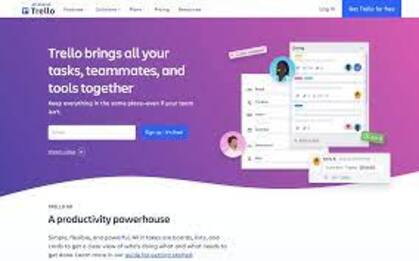 Trello
Features
Solutions
Plans
Pricing
Resources
Log In
Get Trello for free
Trello brings all your
tasks, teammates, and
tools together
Keep everything in the same place—even if your team
isn't.
Email
Sign up - it's free!
Watch video
TRELLO 101
A productivity powerhouse
Simple, flexible, and powerful. All it takes are boards, lists, and
cards to get a clear view of who's doing what and what needs to
get done. Learn more in our guide for getting started.